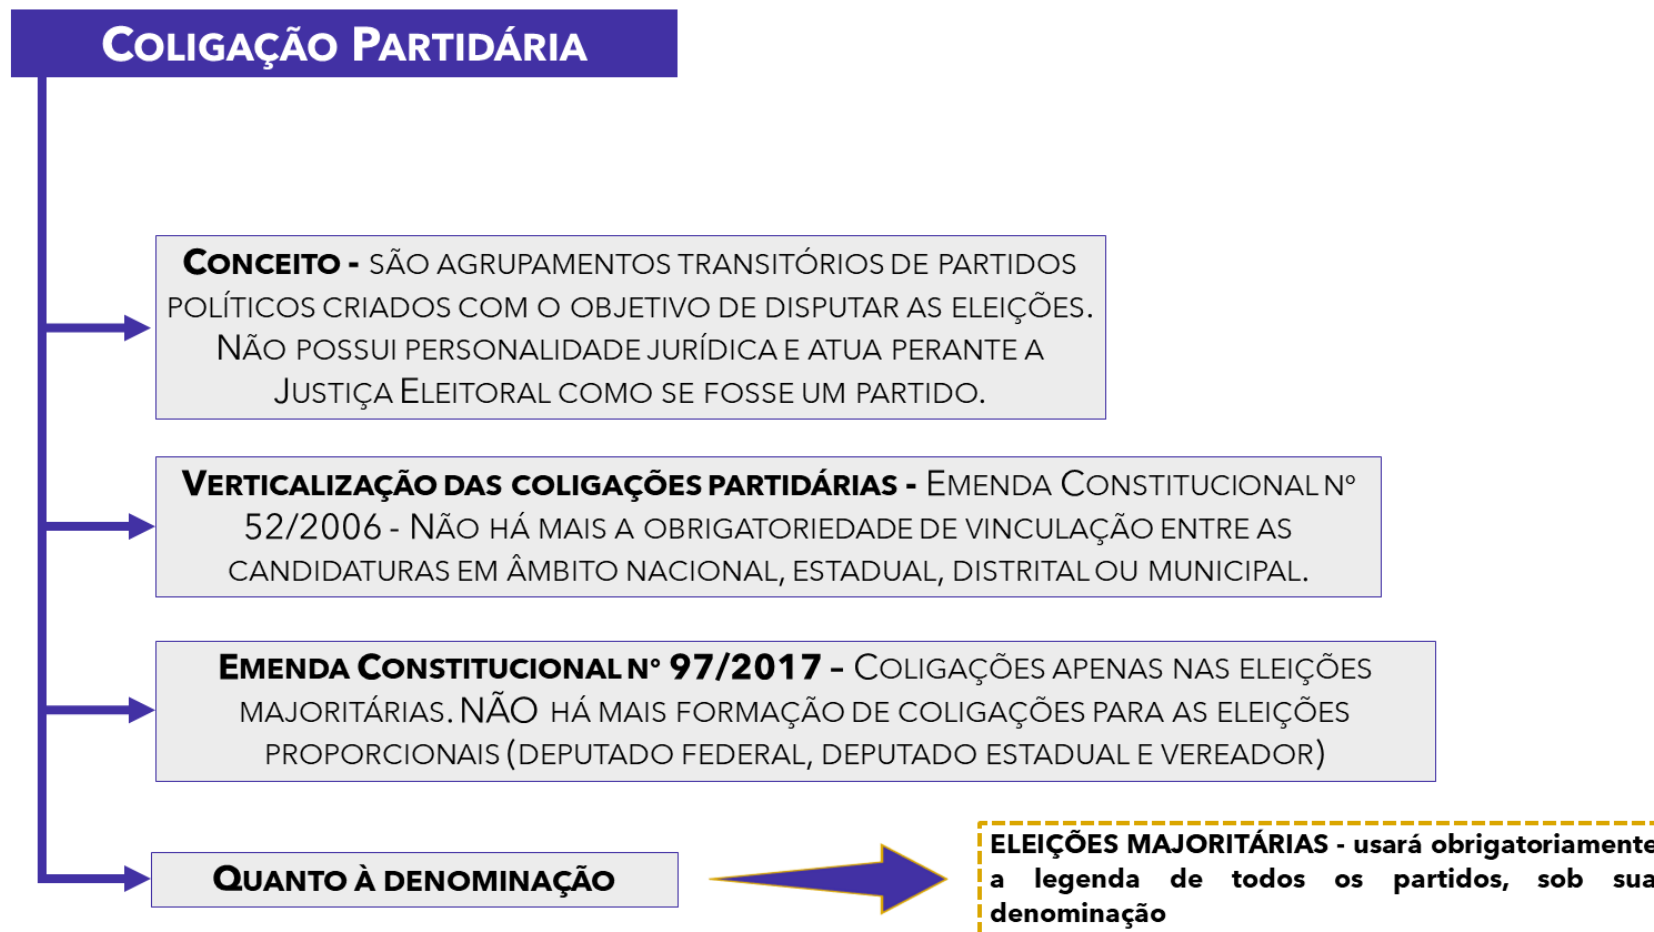 COLIGAÇÃO PARTIDÁRIA
CONCEITO - SÃO AGRUPAMENTOS TRANSITÓRIOS DE PARTIDOS
POLÍTICOS CRIADOS COM O OBJETIVO DE DISPUTAR AS ELEIÇÕES.
NÃO POSSUI PERSONALIDADE JURÍDICA E ATUA PERANTE A
JUSTIÇA ELEITORAL COMO SE FOSSE UM PARTIDO.
VERTICALIZAÇÃO DAS COLIGAÇÕES PARTIDÁRIAS - EMENDA CONSTITUCIONAL Nº
52/2006 - NÃO HÁ MAIS A OBRIGATORIEDADE DE VINCULAÇÃO ENTRE AS
CANDIDATURAS EM ÂMBITO NACIONAL, ESTADUAL, DISTRITAL OU MUNICIPAL.
EMENDA CONSTITUCIONAL Nº 97/2017 – COLIGAÇÕES APENAS NAS ELEIÇÕES
MAJORITÁRIAS. NÃO HÁ MAIS FORMAÇÃO DE COLIGAÇÕES PARA AS ELEIÇÕES
PROPORCIONAIS (DEPUTADO FEDERAL, DEPUTADO ESTADUAL E VEREADOR)
QUANTO À DENOMINAÇÃO
ELEIÇÕES MAJORITÁRIAS - usará obrigatoriamente
a legenda de todos os partidos, sob sua
denominação